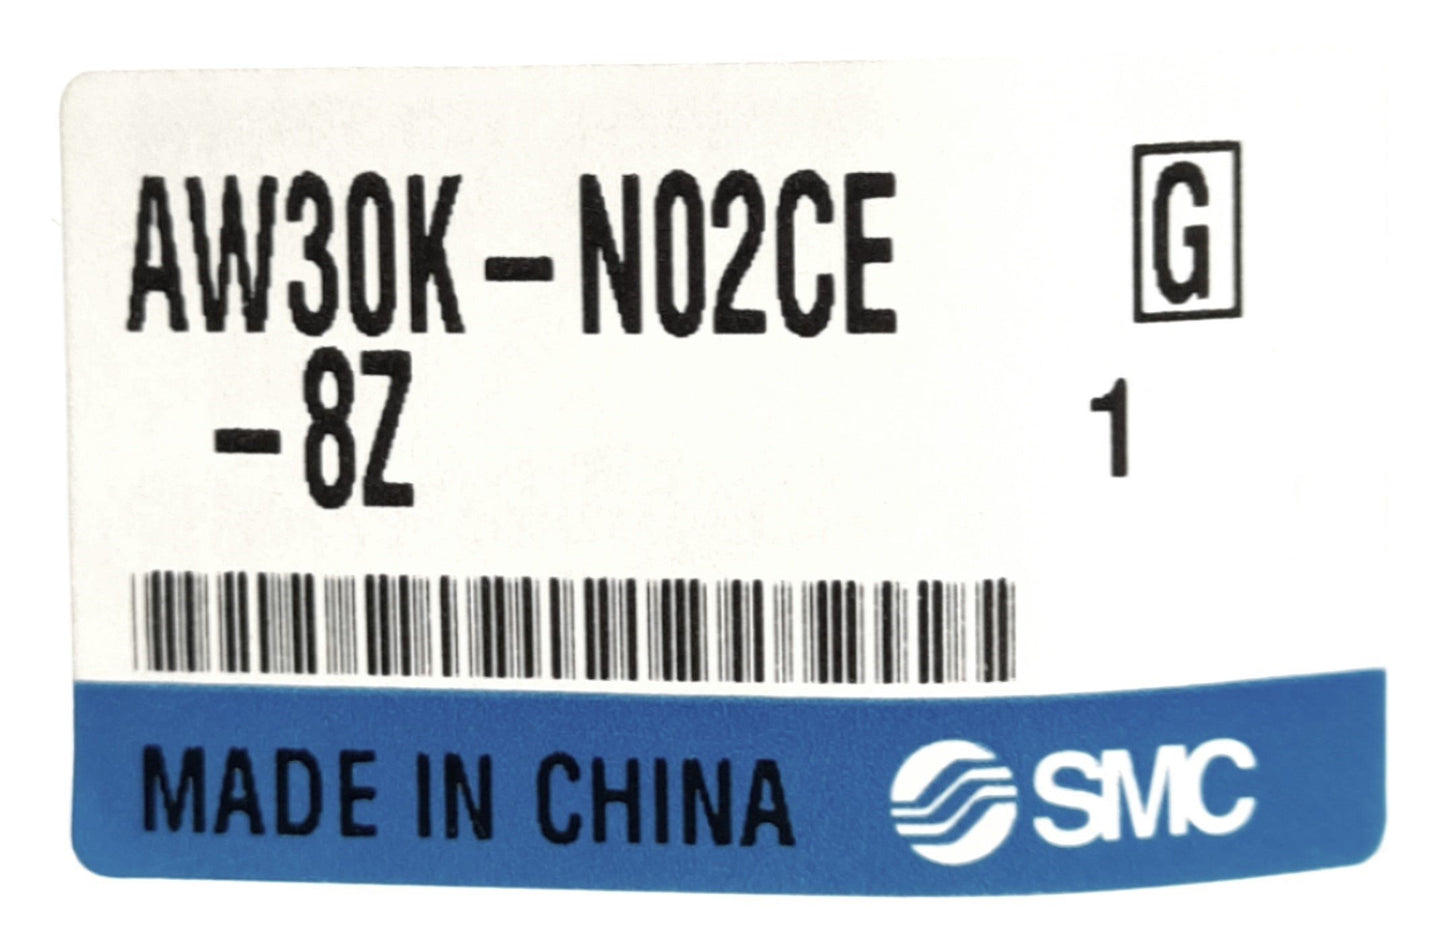 AW30K-N02CE
G
-8Z
1
MADE IN CHINA
SMC